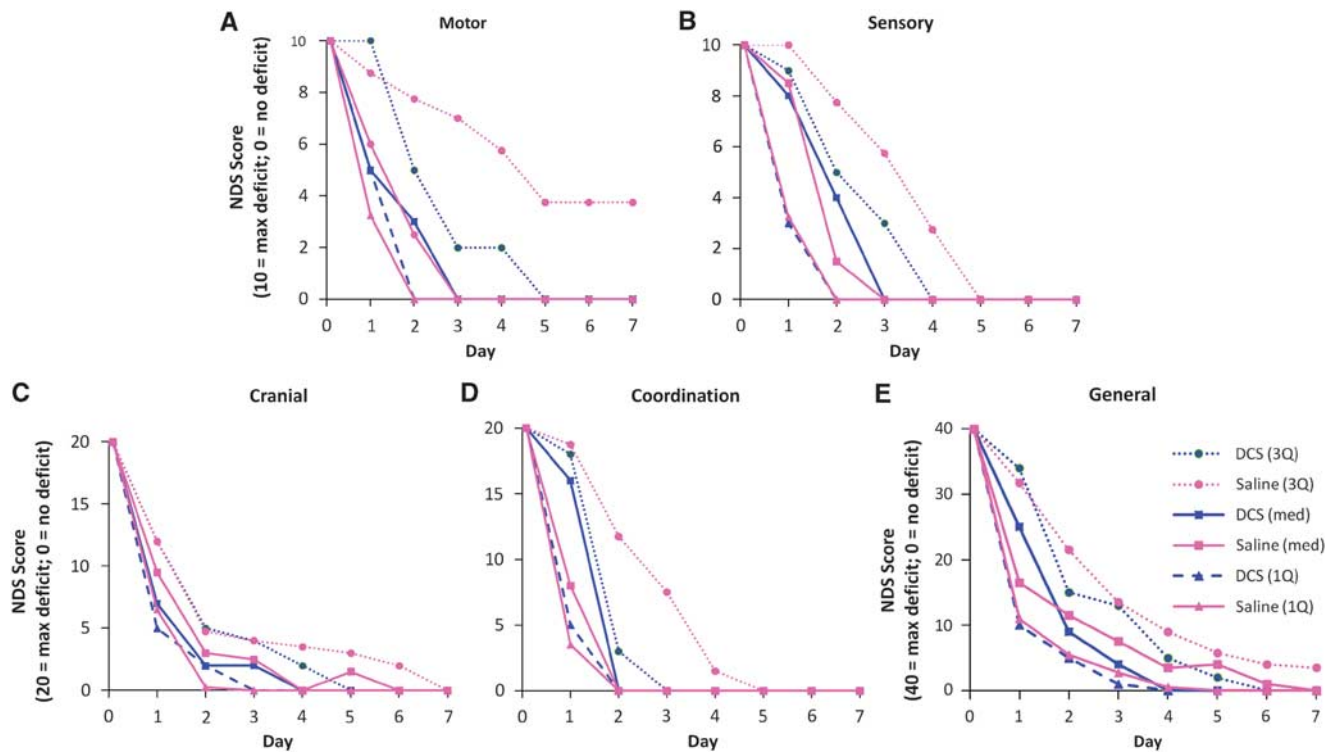 A Motor
NDS Score
(10 = max deficit; 0 = no deficit)
10
8
6
4
2
0
0 1 2 3 4 5 6 7
Day
B Sensory
10
8
6
4
2
0
0 1 2 3 4 5 6 7
Day
C Cranial
NDS Score
(20 = max deficit; 0 = no deficit)
20
15
10
5
0
0 1 2 3 4 5 6 7
Day
D Coordination
20
15
10
5
0
0 1 2 3 4 5 6 7
Day
E General
NDS Score
(40 = max deficit; 0 = no deficit)
40
30
20
10
0
0 1 2 3 4 5 6 7
Day
DCS (3Q)
Saline (3Q)
DCS (med)
Saline (med)
DCS (1Q)
Saline (1Q)